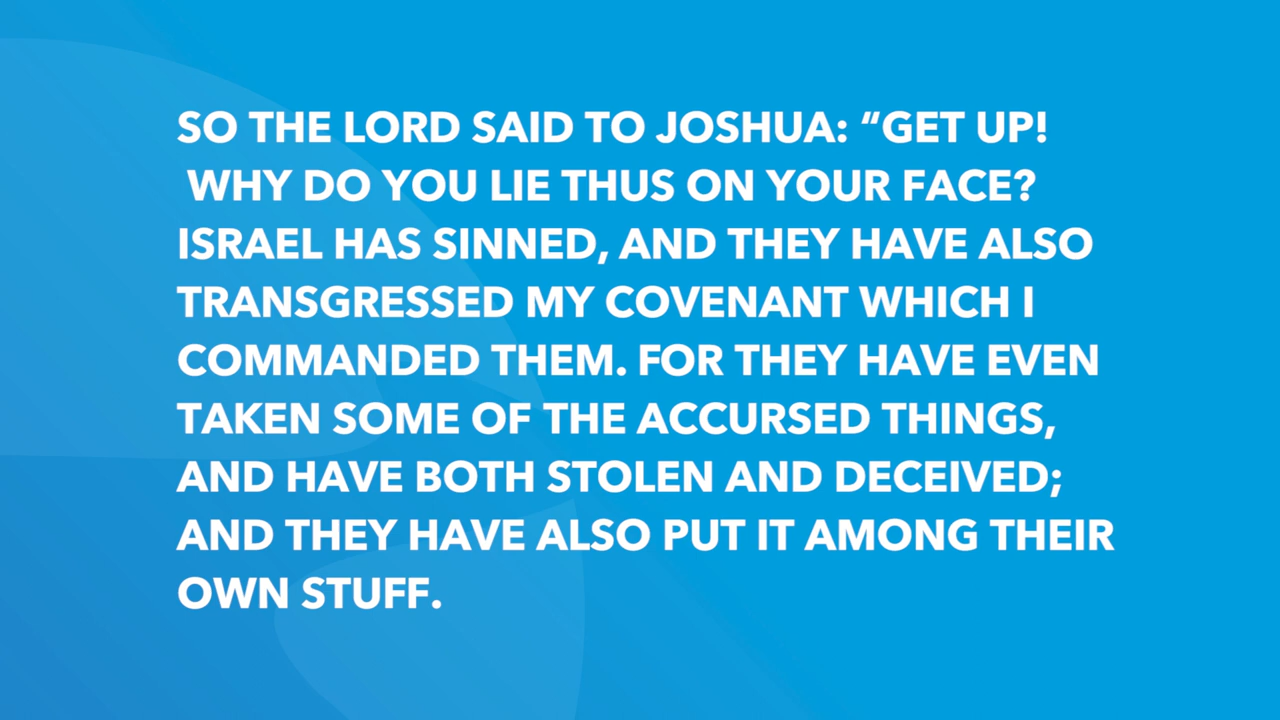 SO THE LORD SAID TO JOSHUA: “GET UP!
WHY DO YOU LIE THUS ON YOUR FACE?
ISRAEL HAS SINNED, AND THEY HAVE ALSO
TRANSGRESSED MY COVENANT WHICH I
COMMANDED THEM. FOR THEY HAVE EVEN
TAKEN SOME OF THE ACCURSED THINGS,
AND HAVE BOTH STOLEN AND DECEIVED;
AND THEY HAVE ALSO PUT IT AMONG THEIR
OWN STUFF.